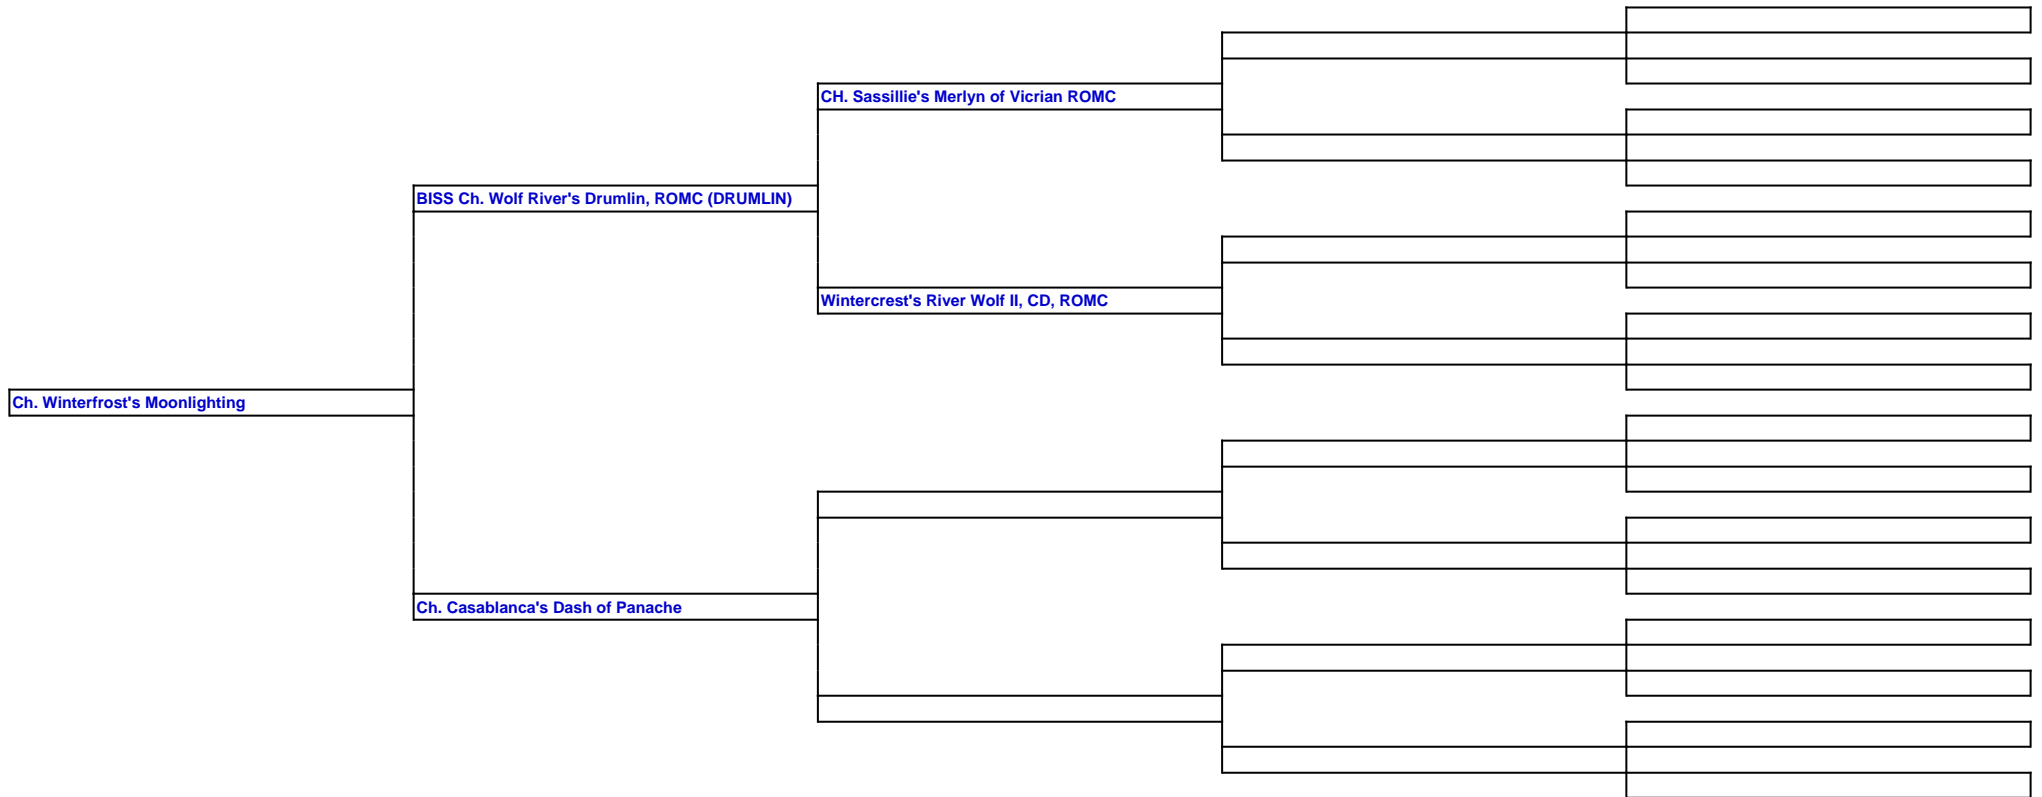 CH. Sassillie's Merlyn of Vicrian ROMC
BISS Ch. Wolf River's Drumlin, ROMC (DRUMLIN)
Wintercrest's River Wolf II, CD, ROMC
Ch. Winterfrost's Moonlighting
Ch. Casablanca's Dash of Panache